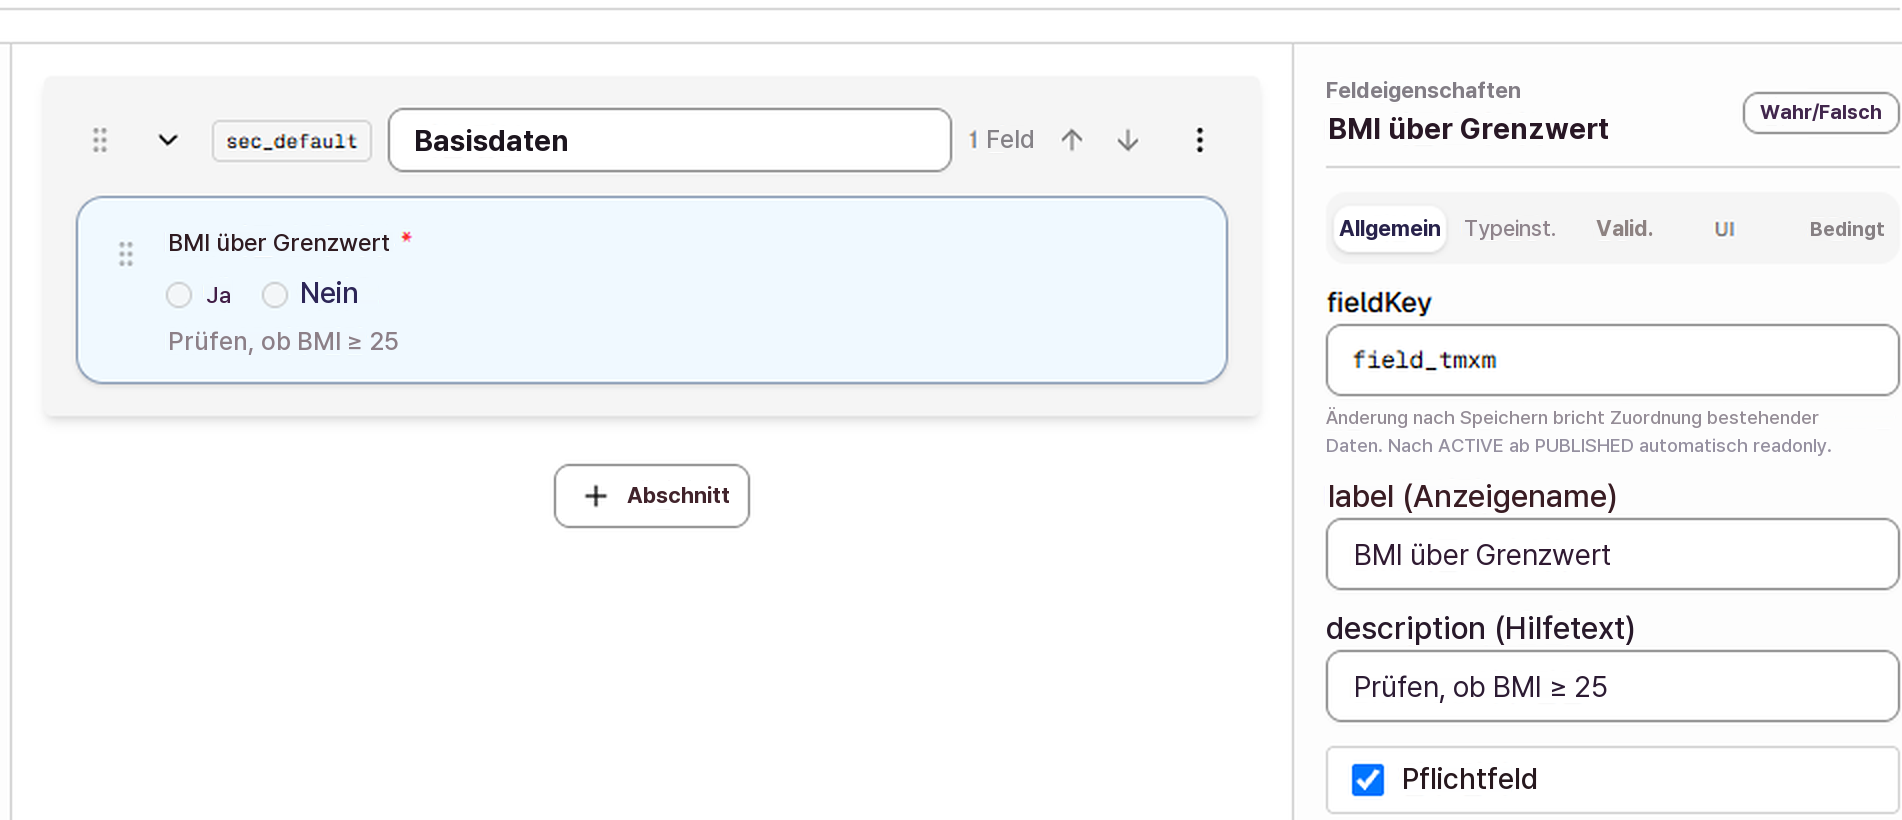 sec_default
Basisdaten
1 Feld
BMI über Grenzwert *
Ja
Nein
Prüfen, ob BMI ≥ 25
Abschnitt
Feldeigenschaften
BMI über Grenzwert
Wahr/Falsch
Allgemein
Typeinst.
Valid.
UI
Bedingt
fieldKey
field_tmxm
Änderung nach Speichern bricht Zuordnung bestehender
Daten. Nach ACTIVE ab PUBLISHED automatisch readonly.
label (Anzeigename)
BMI über Grenzwert
description (Hilfetext)
Prüfen, ob BMI ≥ 25
Pflichtfeld